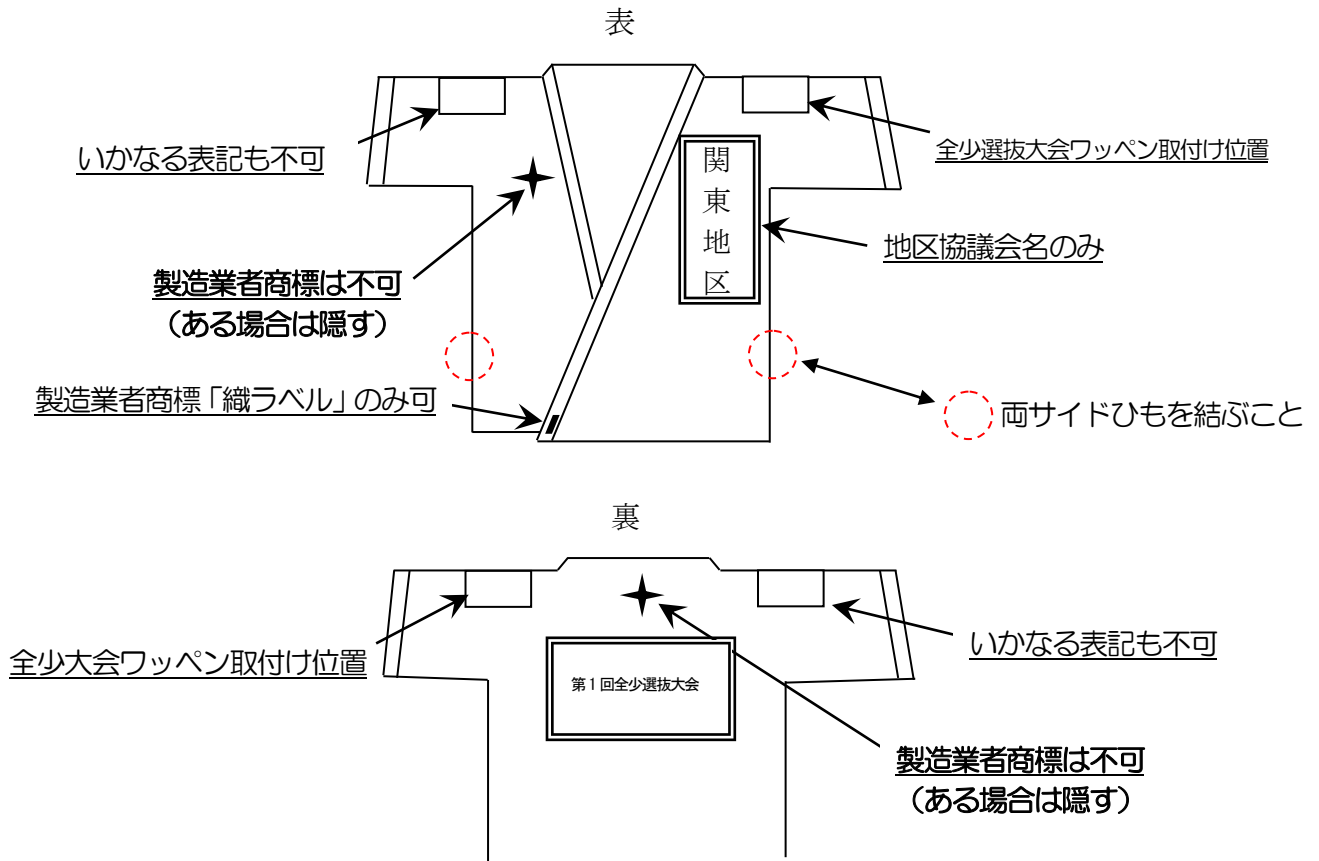 表
いかなる表記も不可
全少選抜大会ワッペン取付け位置
関東地区
地区協議会名のみ
製造業者商標は不可
（ある場合は隠す）
製造業者商標「織ラベル」のみ可
両サイドひもを結ぶこと
裏
全少大会ワッペン取付け位置
いかなる表記も不可
第１回全少選抜大会
製造業者商標は不可
（ある場合は隠す）